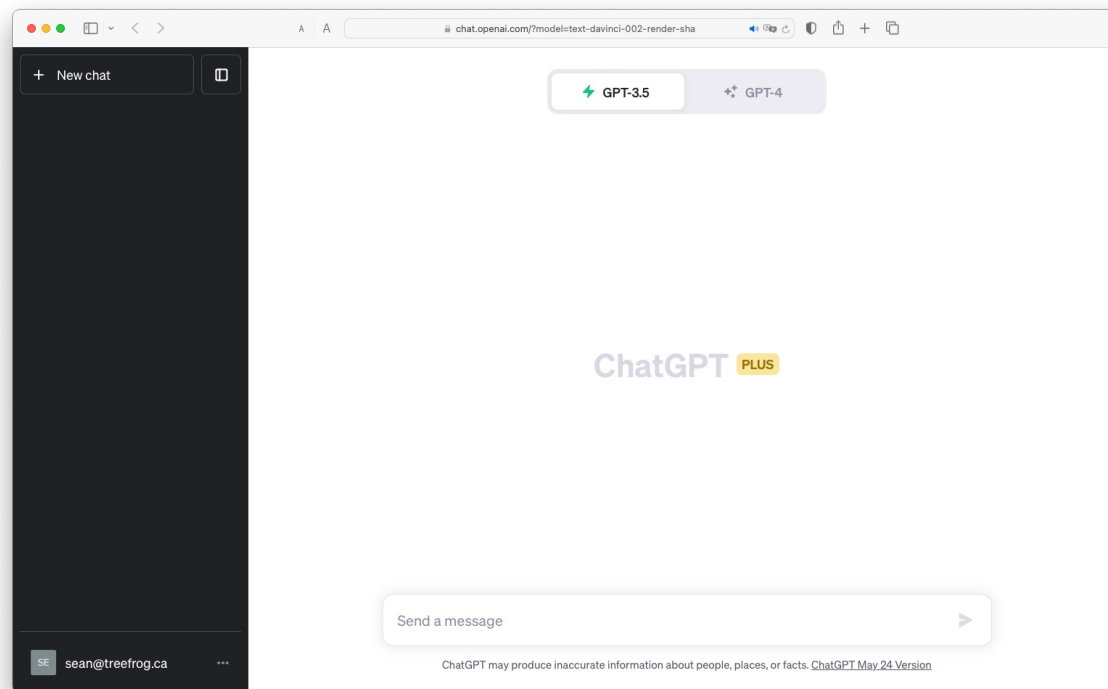 A A chat.openai.com/?model=text-davinci-002-render-sha
+ New chat
GPT-3.5 GPT-4
ChatGPT PLUS
Send a message
SE sean@treefrog.ca ...
ChatGPT may produce inaccurate information about people, places, or facts. ChatGPT May 24 Version